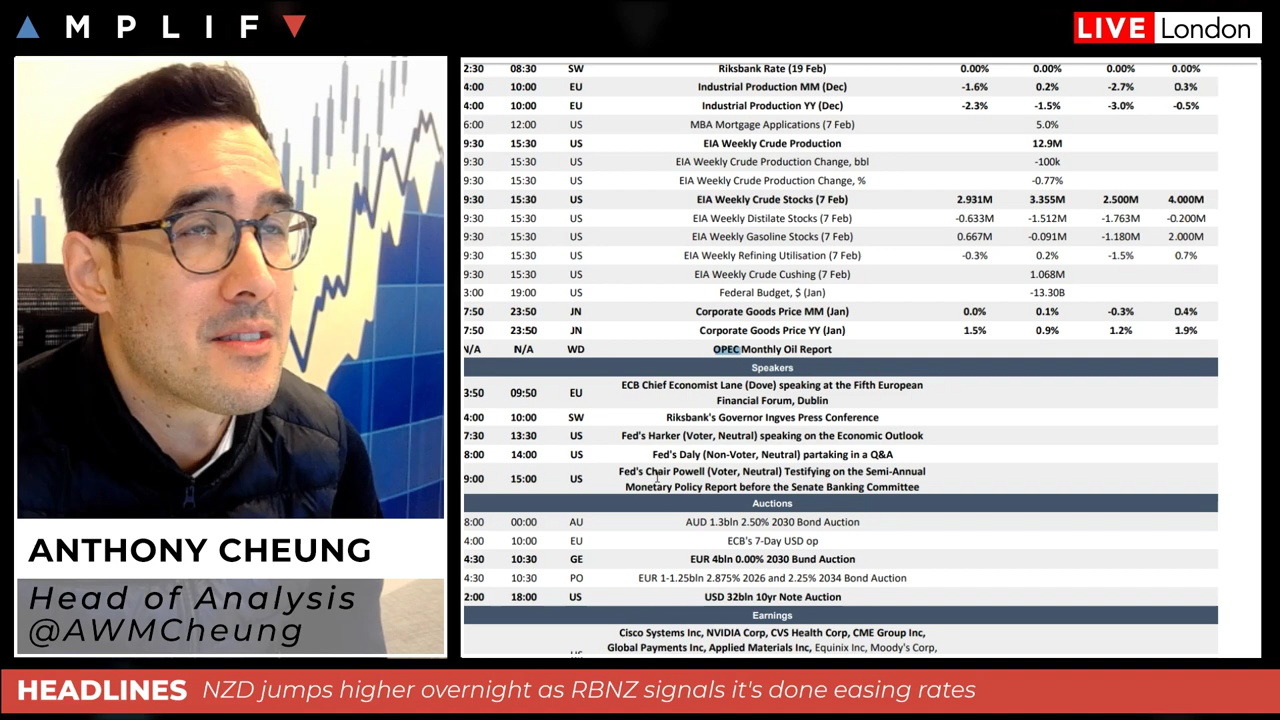 ▲ M P L I F ▼
LIVE London
2:30 08:30 SW Riksbank Rate (19 Feb) 0.00% 0.00% 0.00% 0.00%
4:00 10:00 EU Industrial Production MM (Dec) -1.6% 0.2% -2.7% 0.3%
4:00 10:00 EU Industrial Production YY (Dec) -2.3% -1.5% -3.0% -0.5%
6:00 12:00 US MBA Mortgage Applications (7 Feb) 5.0%
9:30 15:30 US EIA Weekly Crude Production 12.9M
9:30 15:30 US EIA Weekly Crude Production Change, bbl -100k
9:30 15:30 US EIA Weekly Crude Production Change, % -0.77%
9:30 15:30 US EIA Weekly Crude Stocks (7 Feb) 2.931M 3.355M 2.500M 4.000M
9:30 15:30 US EIA Weekly Distilate Stocks (7 Feb) -0.633M -1.512M -1.763M -0.200M
9:30 15:30 US EIA Weekly Gasoline Stocks (7 Feb) 0.667M -0.091M -1.180M 2.000M
9:30 15:30 US EIA Weekly Refining Utilisation (7 Feb) -0.3% 0.2% -1.5% 0.7%
9:30 15:30 US EIA Weekly Crude Cushing (7 Feb) 1.068M
3:00 19:00 US Federal Budget, $ (Jan) -13.30B
7:50 23:50 JN Corporate Goods Price MM (Jan) 0.0% 0.1% -0.3% 0.4%
7:50 23:50 JN Corporate Goods Price YY (Jan) 1.5% 0.9% 1.2% 1.9%
N/A N/A WD OPEC Monthly Oil Report
Speakers
3:50 09:50 EU ECB Chief Economist Lane (Dove) speaking at the Fifth European
Financial Forum, Dublin
4:00 10:00 SW Riksbank's Governor Ingves Press Conference
7:30 13:30 US Fed's Harker (Voter, Neutral) speaking on the Economic Outlook
8:00 14:00 US Fed's Daly (Non-Voter, Neutral) partaking in a Q&A
9:00 15:00 US Fed's Chair Powell (Voter, Neutral) Testifying on the Semi-Annual
Monetary Policy Report before the Senate Banking Committee
Auctions
8:00 00:00 AU AUD 1.3bln 2.50% 2030 Bond Auction
4:00 10:00 EU ECB's 7-Day USD op
4:30 10:30 GE EUR 4bln 0.00% 2030 Bund Auction
4:30 10:30 PO EUR 1-1.25bln 2.875% 2026 and 2.25% 2034 Bond Auction
2:00 18:00 US USD 32bln 10yr Note Auction
Earnings
Cisco Systems Inc, NVIDIA Corp, CVS Health Corp, CME Group Inc,
Global Payments Inc, Applied Materials Inc, Equinix Inc, Moody's Corp,
ANTHONY CHEUNG
Head of Analysis
@AWMCheung
HEADLINES NZD jumps higher overnight as RBNZ signals it's done easing rates